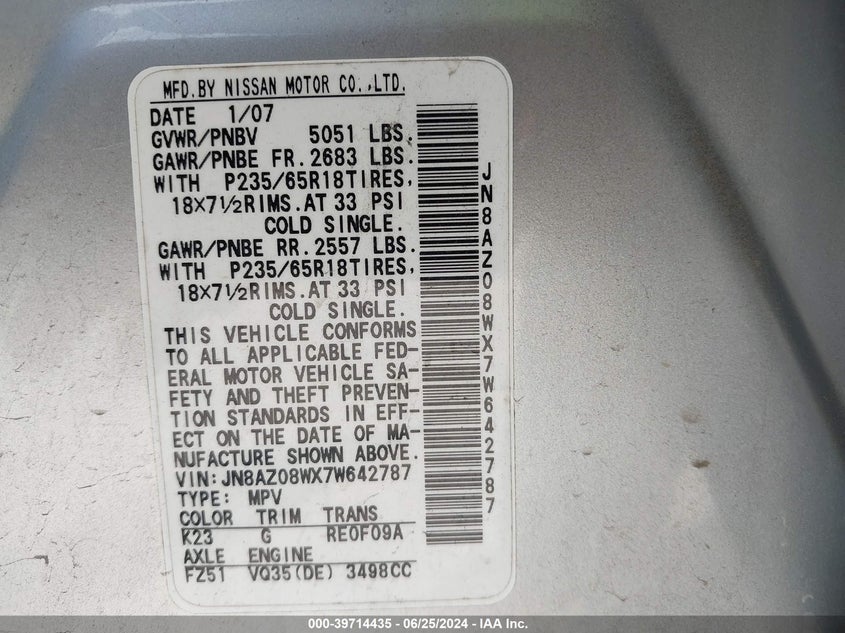 MFD.BY NISSAN MOTOR CO.,LTD.
DATE 1/07
GVWR/PNBV 5051 LBS.
GAWR/PNBE FR.2683 LBS.
WITH P235/65R18TIRES,
18X7½RIMS.AT 33 PSI
COLD SINGLE.
GAWR/PNBE RR.2557 LBS.
WITH P235/65R18TIRES,
18X7½RIMS.AT 33 PSI
COLD SINGLE.
THIS VEHICLE CONFORMS
TO ALL APPLICABLE FED-
ERAL MOTOR VEHICLE SA-
FETY AND THEFT PREVEN-
TION STANDARDS IN EFF-
ECT ON THE DATE OF MA-
NUFACTURE SHOWN ABOVE.
VIN:JN8AZ08WX7W642787
TYPE: MPV
COLOR TRIM TRANS
K23 G RE0F09A
AXLE ENGINE
FZ51 VQ35(DE) 3498CC
JN8AZ08WX7W642787
000-39714435 - 06/25/2024 - IAA Inc.